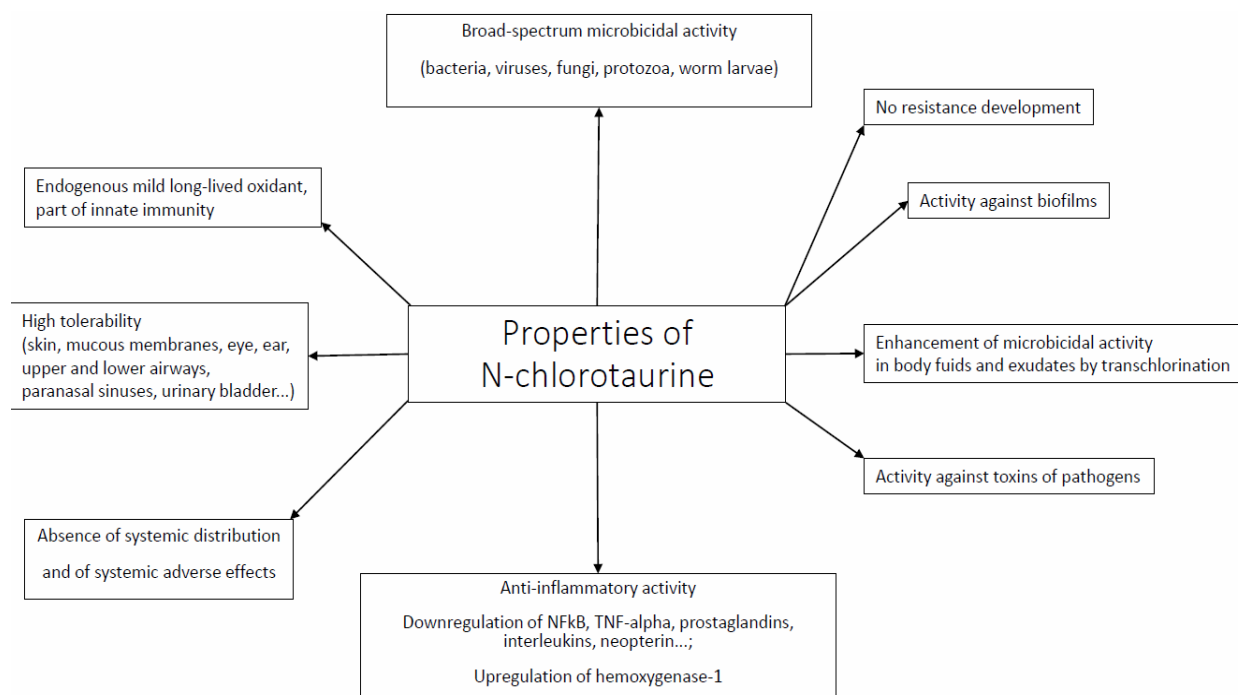 Broad-spectrum microbicidal activity
(bacteria, viruses, fungi, protozoa, worm larvae)
No resistance development
Endogenous mild long-lived oxidant,
part of innate immunity
Activity against biofilms
High tolerability
(skin, mucous membranes, eye, ear,
upper and lower airways,
paranasal sinuses, urinary bladder...)
Properties of
N-chlorotaurine
Enhancement of microbicidal activity
in body fuids and exudates by transchlorination
Activity against toxins of pathogens
Absence of systemic distribution
and of systemic adverse effects
Anti-inflammatory activity
Downregulation of NFkB, TNF-alpha, prostaglandins,
interleukins, neopterin...;
Upregulation of hemoxygenase-1